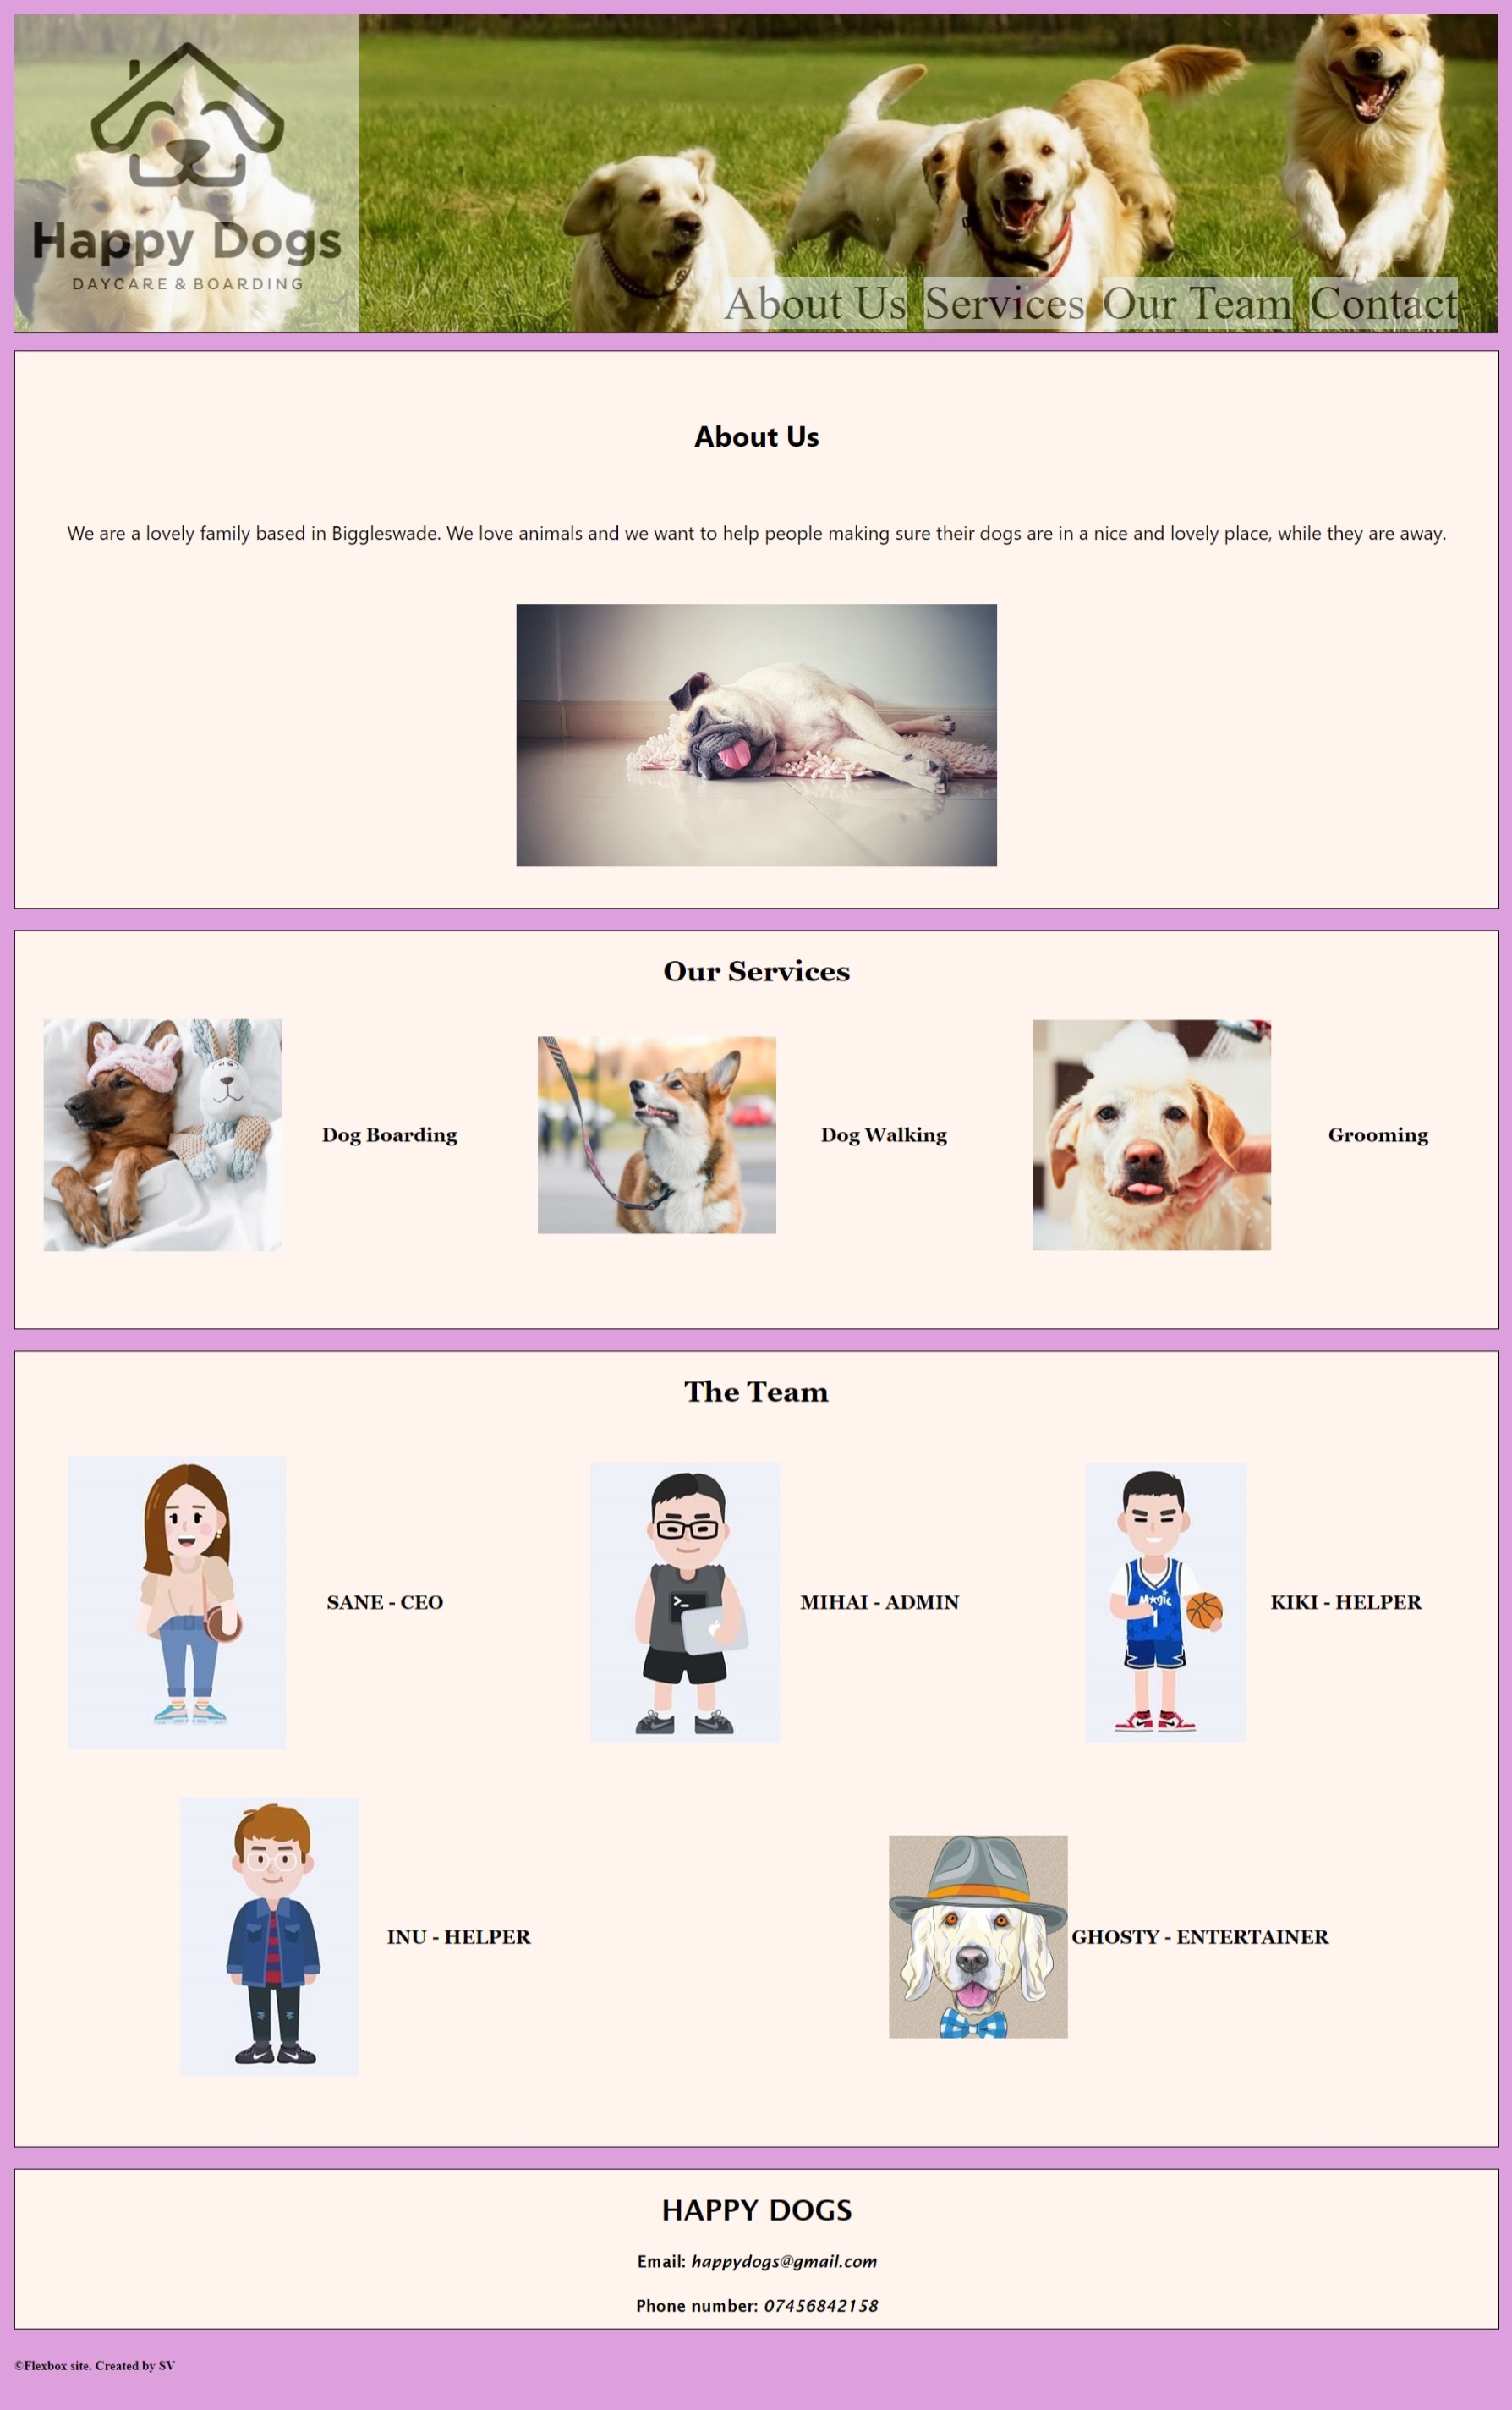 Happy Dogs
DAYCARE & BOARDING
About Us Services Our Team Contact
About Us
We are a lovely family based in Biggleswade. We love animals and we want to help people making sure their dogs are in a nice and lovely place, while they are away.
Our Services
Dog Boarding
Dog Walking
Grooming
The Team
SANE - CEO
MIHAI - ADMIN
MAGIC
1
KIKI - HELPER
INU - HELPER
GHOSTY - ENTERTAINER
HAPPY DOGS
Email: happydogs@gmail.com
Phone number: 07456842158
©Flexbox site. Created by SV